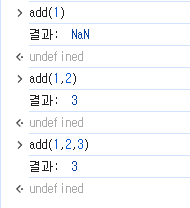 > add(1)
결과: NaN
<· undefined
> add(1,2)
결과: 3
<· undefined
> add(1,2,3)
결과: 3
<· undefined